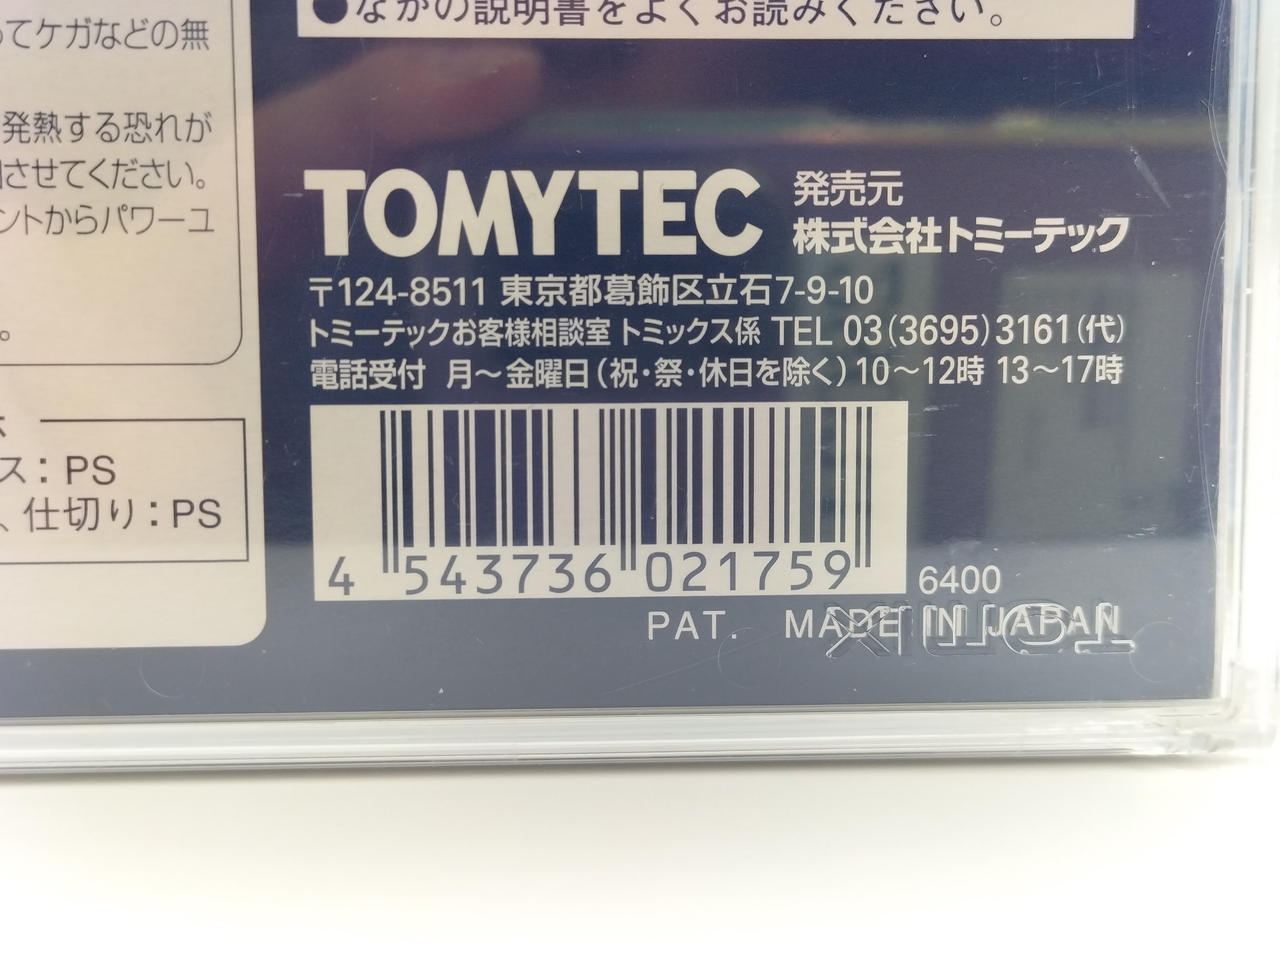 ●なかの説明書をよくお読みください。
ってケガなどの無
発熱する恐れが
させてください。
ントからパワーユ
。
ス：PS
、仕切り：PS
TOMYTEC
発売元
株式会社トミーテック
〒124-8511 東京都葛飾区立石7-9-10
トミーテックお客様相談室 トミックス係 TEL 03(3695)3161(代)
電話受付 月～金曜日(祝・祭・休日を除く)10～12時 13～17時
4 543736 021759
6400
PAT. MADE IN JAPAN
TOMIX